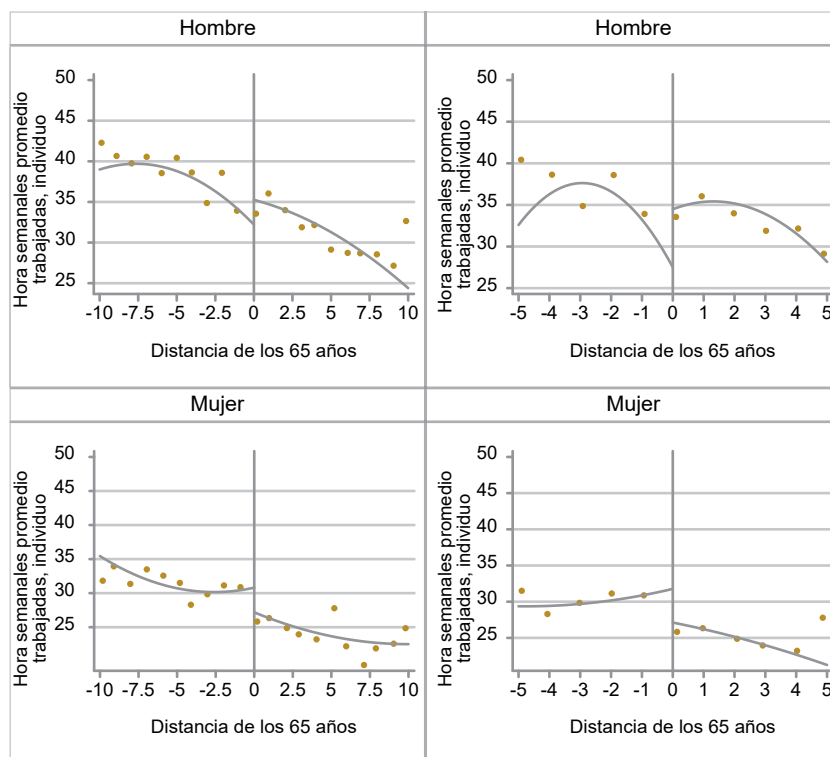 Hombre
Hora semanales promedio
trabajadas, individuo
50
45
40
35
30
25
-10 -7.5 -5 -2.5 0 2.5 5 7.5 10
Distancia de los 65 años
Hombre
Hora semanales promedio
trabajadas, individuo
50
45
40
35
30
25
-5 -4 -3 -2 -1 0 1 2 3 4 5
Distancia de los 65 años
Mujer
Hora semanales promedio
trabajadas, individuo
50
45
40
35
30
25
-10 -7.5 -5 -2.5 0 2.5 5 7.5 10
Distancia de los 65 años
Mujer
Hora semanales promedio
trabajadas, individuo
50
45
40
35
30
25
-5 -4 -3 -2 -1 0 1 2 3 4 5
Distancia de los 65 años